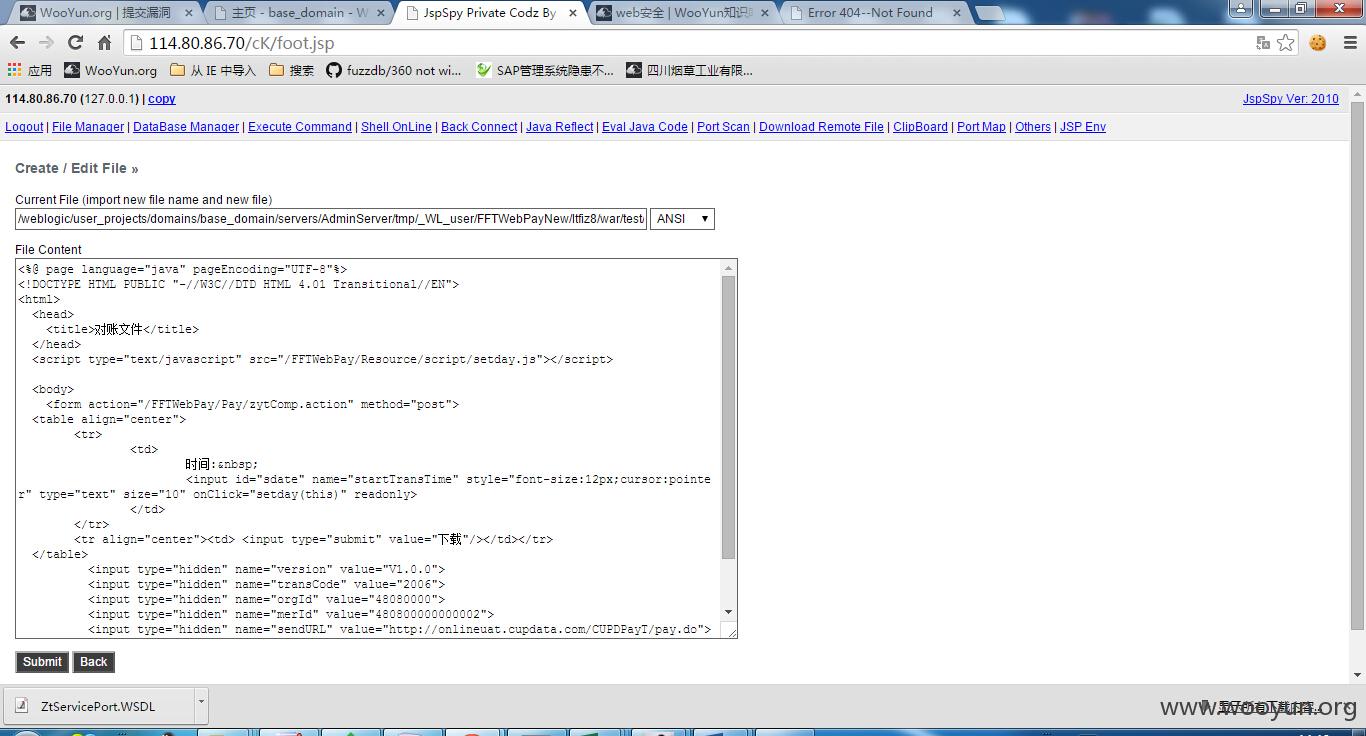 WooYun.org | 提交漏洞
主页 - base_domain - W
JspSpy Private Codz By
web安全 | WooYun知识
Error 404--Not Found
114.80.86.70/cK/foot.jsp
应用
WooYun.org
从 IE 中导入
搜索
fuzzdb/360 not wi...
SAP管理系统隐患不...
四川烟草工业有限...
114.80.86.70 (127.0.0.1) | copy
JspSpy Ver: 2010
Logout | File Manager | DataBase Manager | Execute Command | Shell OnLine | Back Connect | Java Reflect | Eval Java Code | Port Scan | Download Remote File | ClipBoard | Port Map | Others | JSP Env
Create / Edit File »
Current File (import new file name and new file)
/weblogic/user_projects/domains/base_domain/servers/AdminServer/tmp/_WL_user/FFTWebPayNew/ltfiz8/war/test/
ANSI
File Content
<%@ page language="java" pageEncoding="UTF-8"%>
<!DOCTYPE HTML PUBLIC "-//W3C//DTD HTML 4.01 Transitional//EN">
<html>
<head>
<title>对账文件</title>
</head>
<script type="text/javascript" src="/FFTWebPay/Resource/script/setday.js"></script>
<body>
<form action="/FFTWebPay/Pay/zytComp.action" method="post">
<table align="center">
<tr>
<td>
时间:&nbsp;
<input id="sdate" name="startTransTime" style="font-size:12px;cursor:pointe
r" type="text" size="10" onClick="setday(this)" readonly>
</td>
</tr>
<tr align="center"><td> <input type="submit" value="下载"/></td></tr>
</table>
<input type="hidden" name="version" value="V1.0.0">
<input type="hidden" name="transCode" value="2006">
<input type="hidden" name="orgId" value="48080000">
<input type="hidden" name="merId" value="480800000000002">
<input type="hidden" name="sendURL" value="http://onlineuat.cupdata.com/CUPDPayT/pay.do">
Submit
Back
ZtServicePort.WSDL
显示所有下载内容...
www.wooyun.org